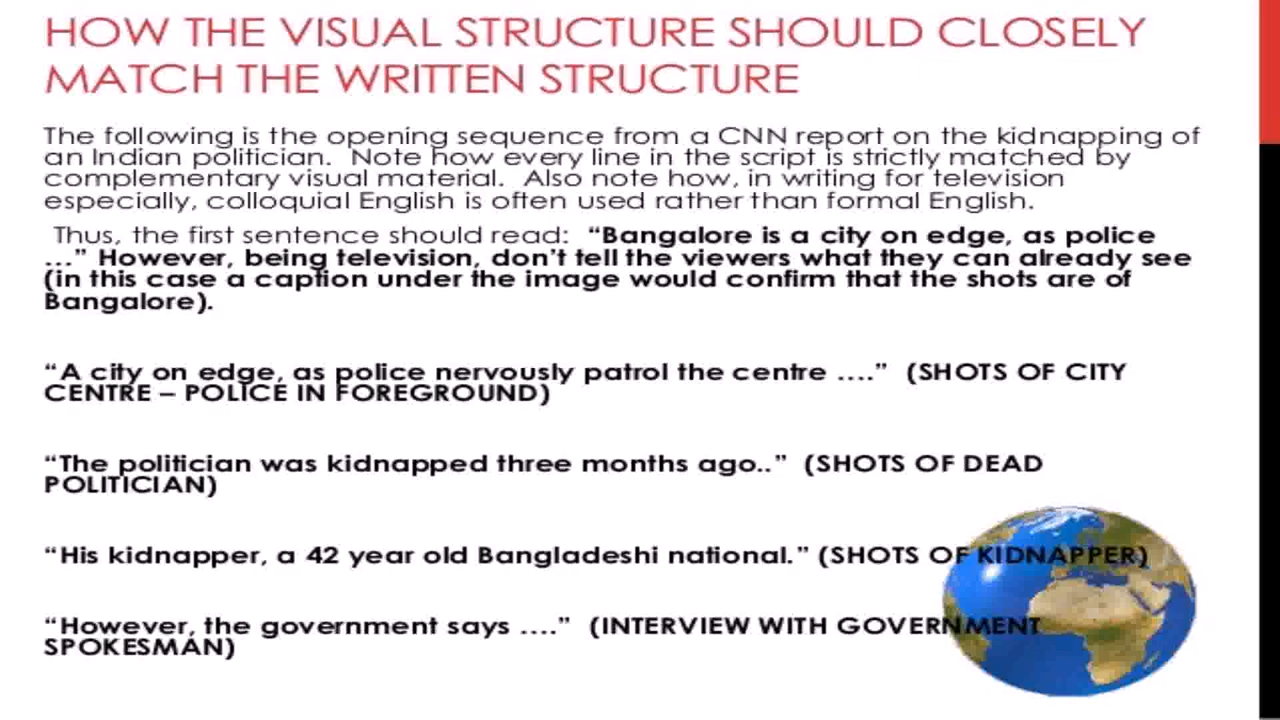 HOW THE VISUAL STRUCTURE SHOULD CLOSELY
MATCH THE WRITTEN STRUCTURE
The following is the opening sequence from a CNN report on the kidnapping of
an Indian politician.  Note how every line in the script is strictly matched by
complementary visual material.  Also note how, in writing for television
especially, colloquial English is often used rather than formal English.
Thus, the first sentence should read:  “Bangalore is a city on edge, as police
…” However, being television, don’t tell the viewers what they can already see
(in this case a caption under the image would confirm that the shots are of
Bangalore).
“A city on edge, as police nervously patrol the centre ….”  (SHOTS OF CITY
CENTRE – POLICE IN FOREGROUND)
“The politician was kidnapped three months ago..”  (SHOTS OF DEAD
POLITICIAN)
“His kidnapper, a 42 year old Bangladeshi national.” (SHOTS OF KIDNAPPER)
“However, the government says ….”  (INTERVIEW WITH GOVERNMENT
SPOKESMAN)